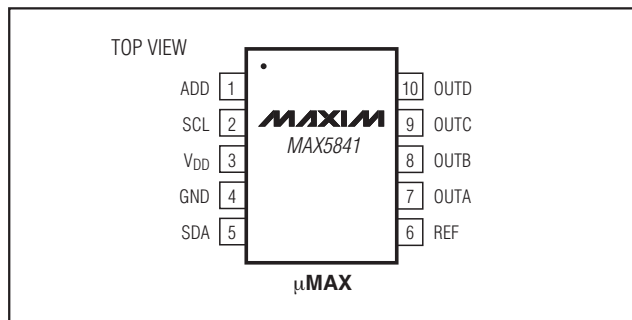 TOP VIEW
ADD 1
SCL 2
VDD 3
GND 4
SDA 5
MAXIM
MAX5841
10 OUTD
9 OUTC
8 OUTB
7 OUTA
6 REF
µMAX